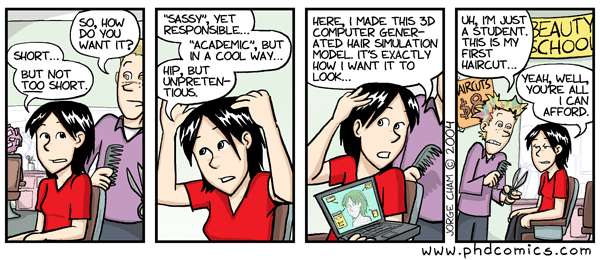 SO, HOW
DO YOU
WANT IT?
SHORT...
BUT NOT
TOO SHORT.
"SASSY", YET
RESPONSIBLE...
"ACADEMIC", BUT
IN A COOL WAY...
HIP, BUT
UNPRETEN-
TIOUS.
HERE, I MADE THIS 3D
COMPUTER GENER-
ATED HAIR SIMULATION
MODEL. IT'S EXACTLY
HOW I WANT IT TO
LOOK...
JORGE CHAM © 2004
UH, I'M JUST
A STUDENT.
THIS IS MY
FIRST
HAIRCUT...
BEAUTY
SCHOOL
YEAH, WELL,
YOU'RE ALL
I CAN
AFFORD.
HAIRCUTS
$2
www.phdcomics.com